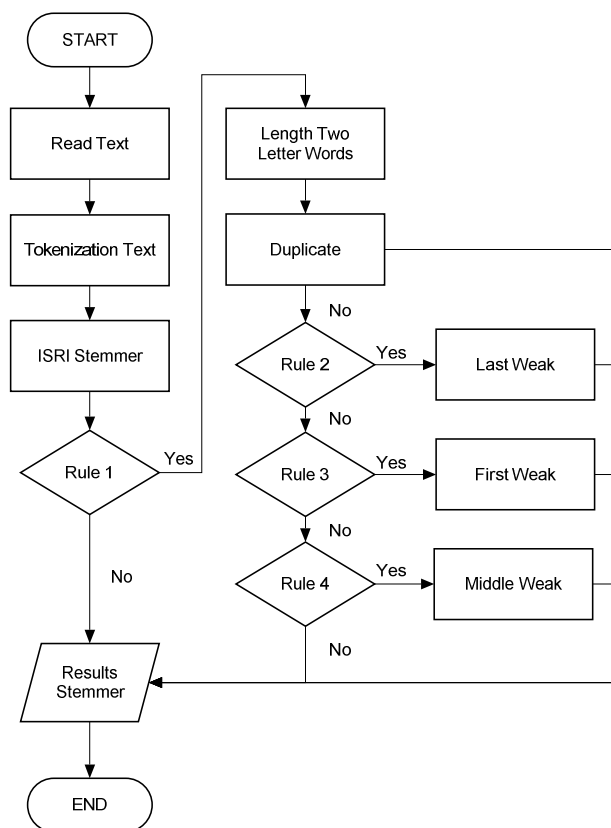 START
Read Text
Tokenization Text
ISRI Stemmer
Rule 1
Yes
No
Results
Stemmer
END
Length Two
Letter Words
Duplicate
No
Rule 2
Yes
Last Weak
No
Rule 3
Yes
First Weak
No
Rule 4
Yes
Middle Weak
No